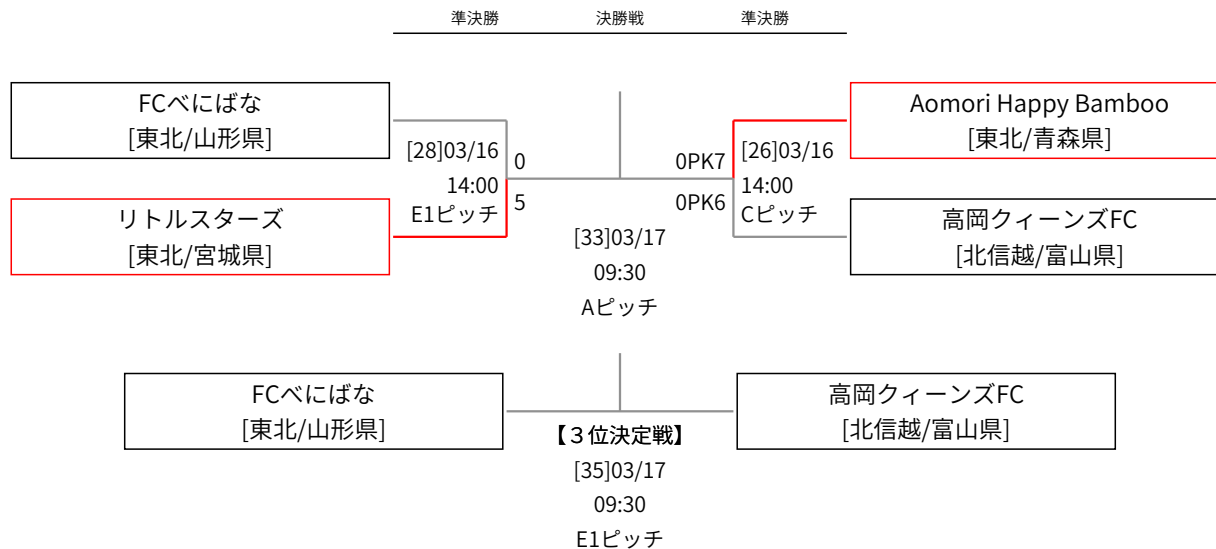 準決勝
決勝戦
準決勝
FCべにばな
[東北/山形県]
リトルスターズ
[東北/宮城県]
[28]03/16
14:00
E1ピッチ
0
5
[33]03/17
09:30
Aピッチ
0PK7
0PK6
[26]03/16
14:00
Cピッチ
Aomori Happy Bamboo
[東北/青森県]
高岡クィーンズFC
[北信越/富山県]
FCべにばな
[東北/山形県]
【３位決定戦】
[35]03/17
09:30
E1ピッチ
高岡クィーンズFC
[北信越/富山県]